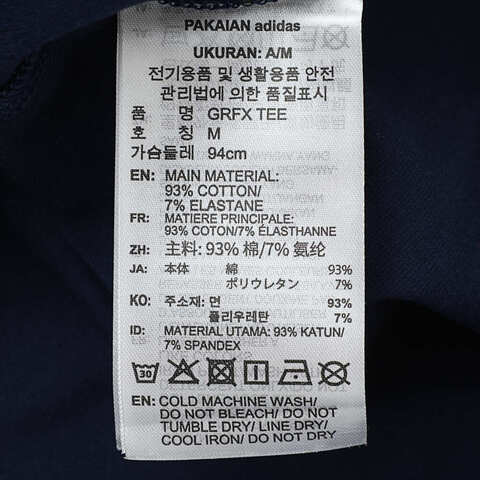 PAKAIAN adidas
UKURAN: A/M
전기용품 및 생활용품 안전
관리법에 의한 품질표시
품 명 GRFX TEE
호 칭 M
가슴둘레 94cm
EN: MAIN MATERIAL:
93% COTTON/
7% ELASTANE
FR: MATIERE PRINCIPALE:
93% COTON/7% ELASTHANNE
ZH: 主料: 93% 棉/7% 氨纶
JA: 本体 綿 93%
ポリウレタン 7%
KO: 주소재: 면 93%
폴리우레탄 7%
ID: MATERIAL UTAMA: 93% KATUN/
7% SPANDEX
30
EN: COLD MACHINE WASH/
DO NOT BLEACH/ DO NOT
TUMBLE DRY/ LINE DRY/
COOL IRON/ DO NOT DRY